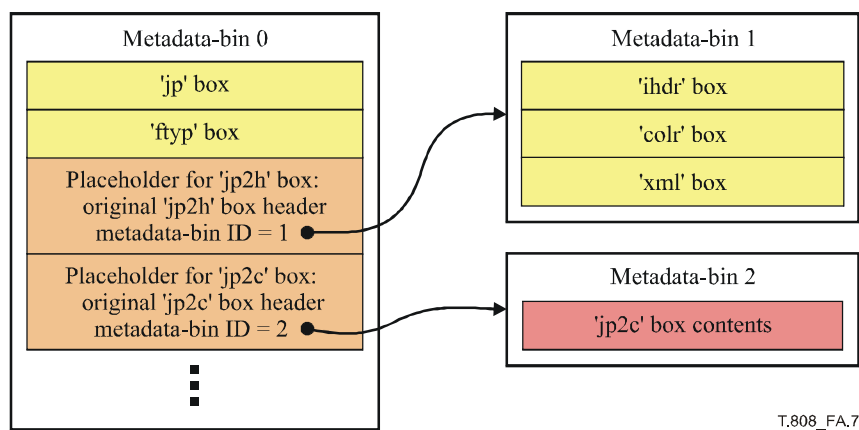 Metadata-bin 0
'jp' box
'ftyp' box
Placeholder for 'jp2h' box:
original 'jp2h' box header
metadata-bin ID = 1
Placeholder for 'jp2c' box:
original 'jp2c' box header
metadata-bin ID = 2
Metadata-bin 1
'ihdr' box
'colr' box
'xml' box
Metadata-bin 2
'jp2c' box contents
T.808_FA.7